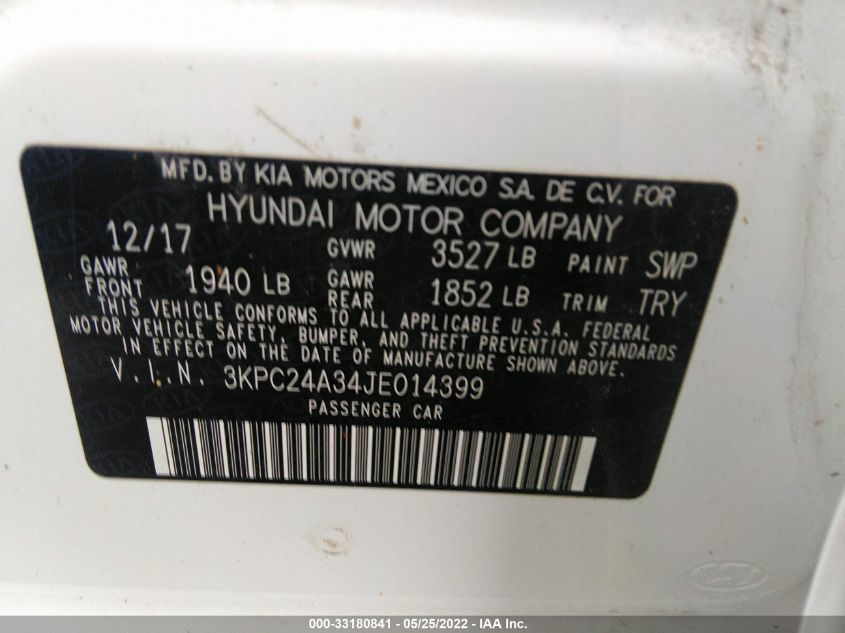 MFD. BY KIA MOTORS MEXICO S.A. DE C.V. FOR
HYUNDAI MOTOR COMPANY
12/17 GVWR 3527 LB PAINT SWP
GAWR FRONT 1940 LB GAWR REAR 1852 LB TRIM TRY
THIS VEHICLE CONFORMS TO ALL APPLICABLE U.S.A. FEDERAL
MOTOR VEHICLE SAFETY, BUMPER, AND THEFT PREVENTION STANDARDS
IN EFFECT ON THE DATE OF MANUFACTURE SHOWN ABOVE.
V.I.N. 3KPC24A34JE014399
PASSENGER CAR
000-33180841 - 05/25/2022 - IAA Inc.